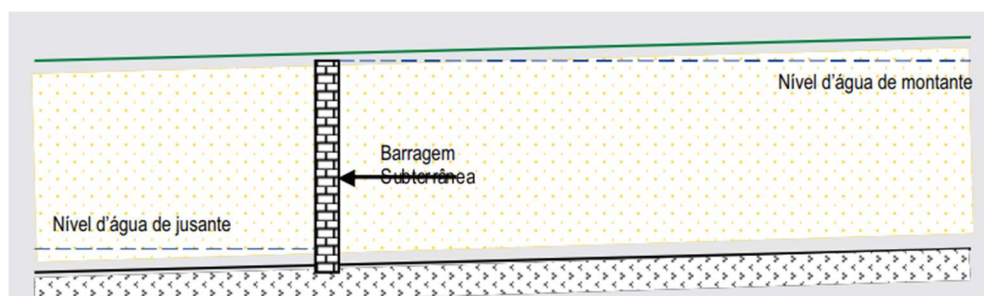 Nível d’água de montante
Barragem
Subterrânea
Nível d’água de jusante